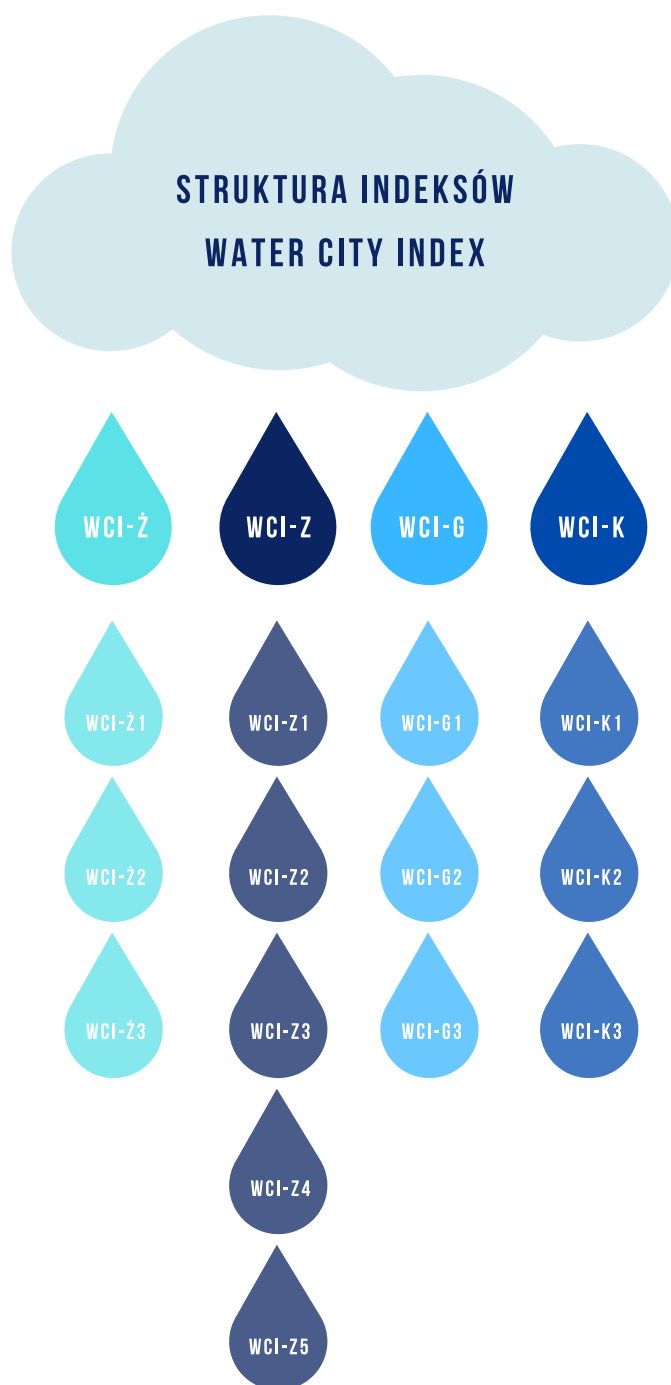 STRUKTURA INDEKSÓW
WATER CITY INDEX
WCI-Ż
WCI-Z
WCI-G
WCI-K
WCI-Ż1
WCI-Z1
WCI-G1
WCI-K1
WCI-Ż2
WCI-Z2
WCI-G2
WCI-K2
WCI-Ż3
WCI-Z3
WCI-G3
WCI-K3
WCI-Z4
WCI-Z5